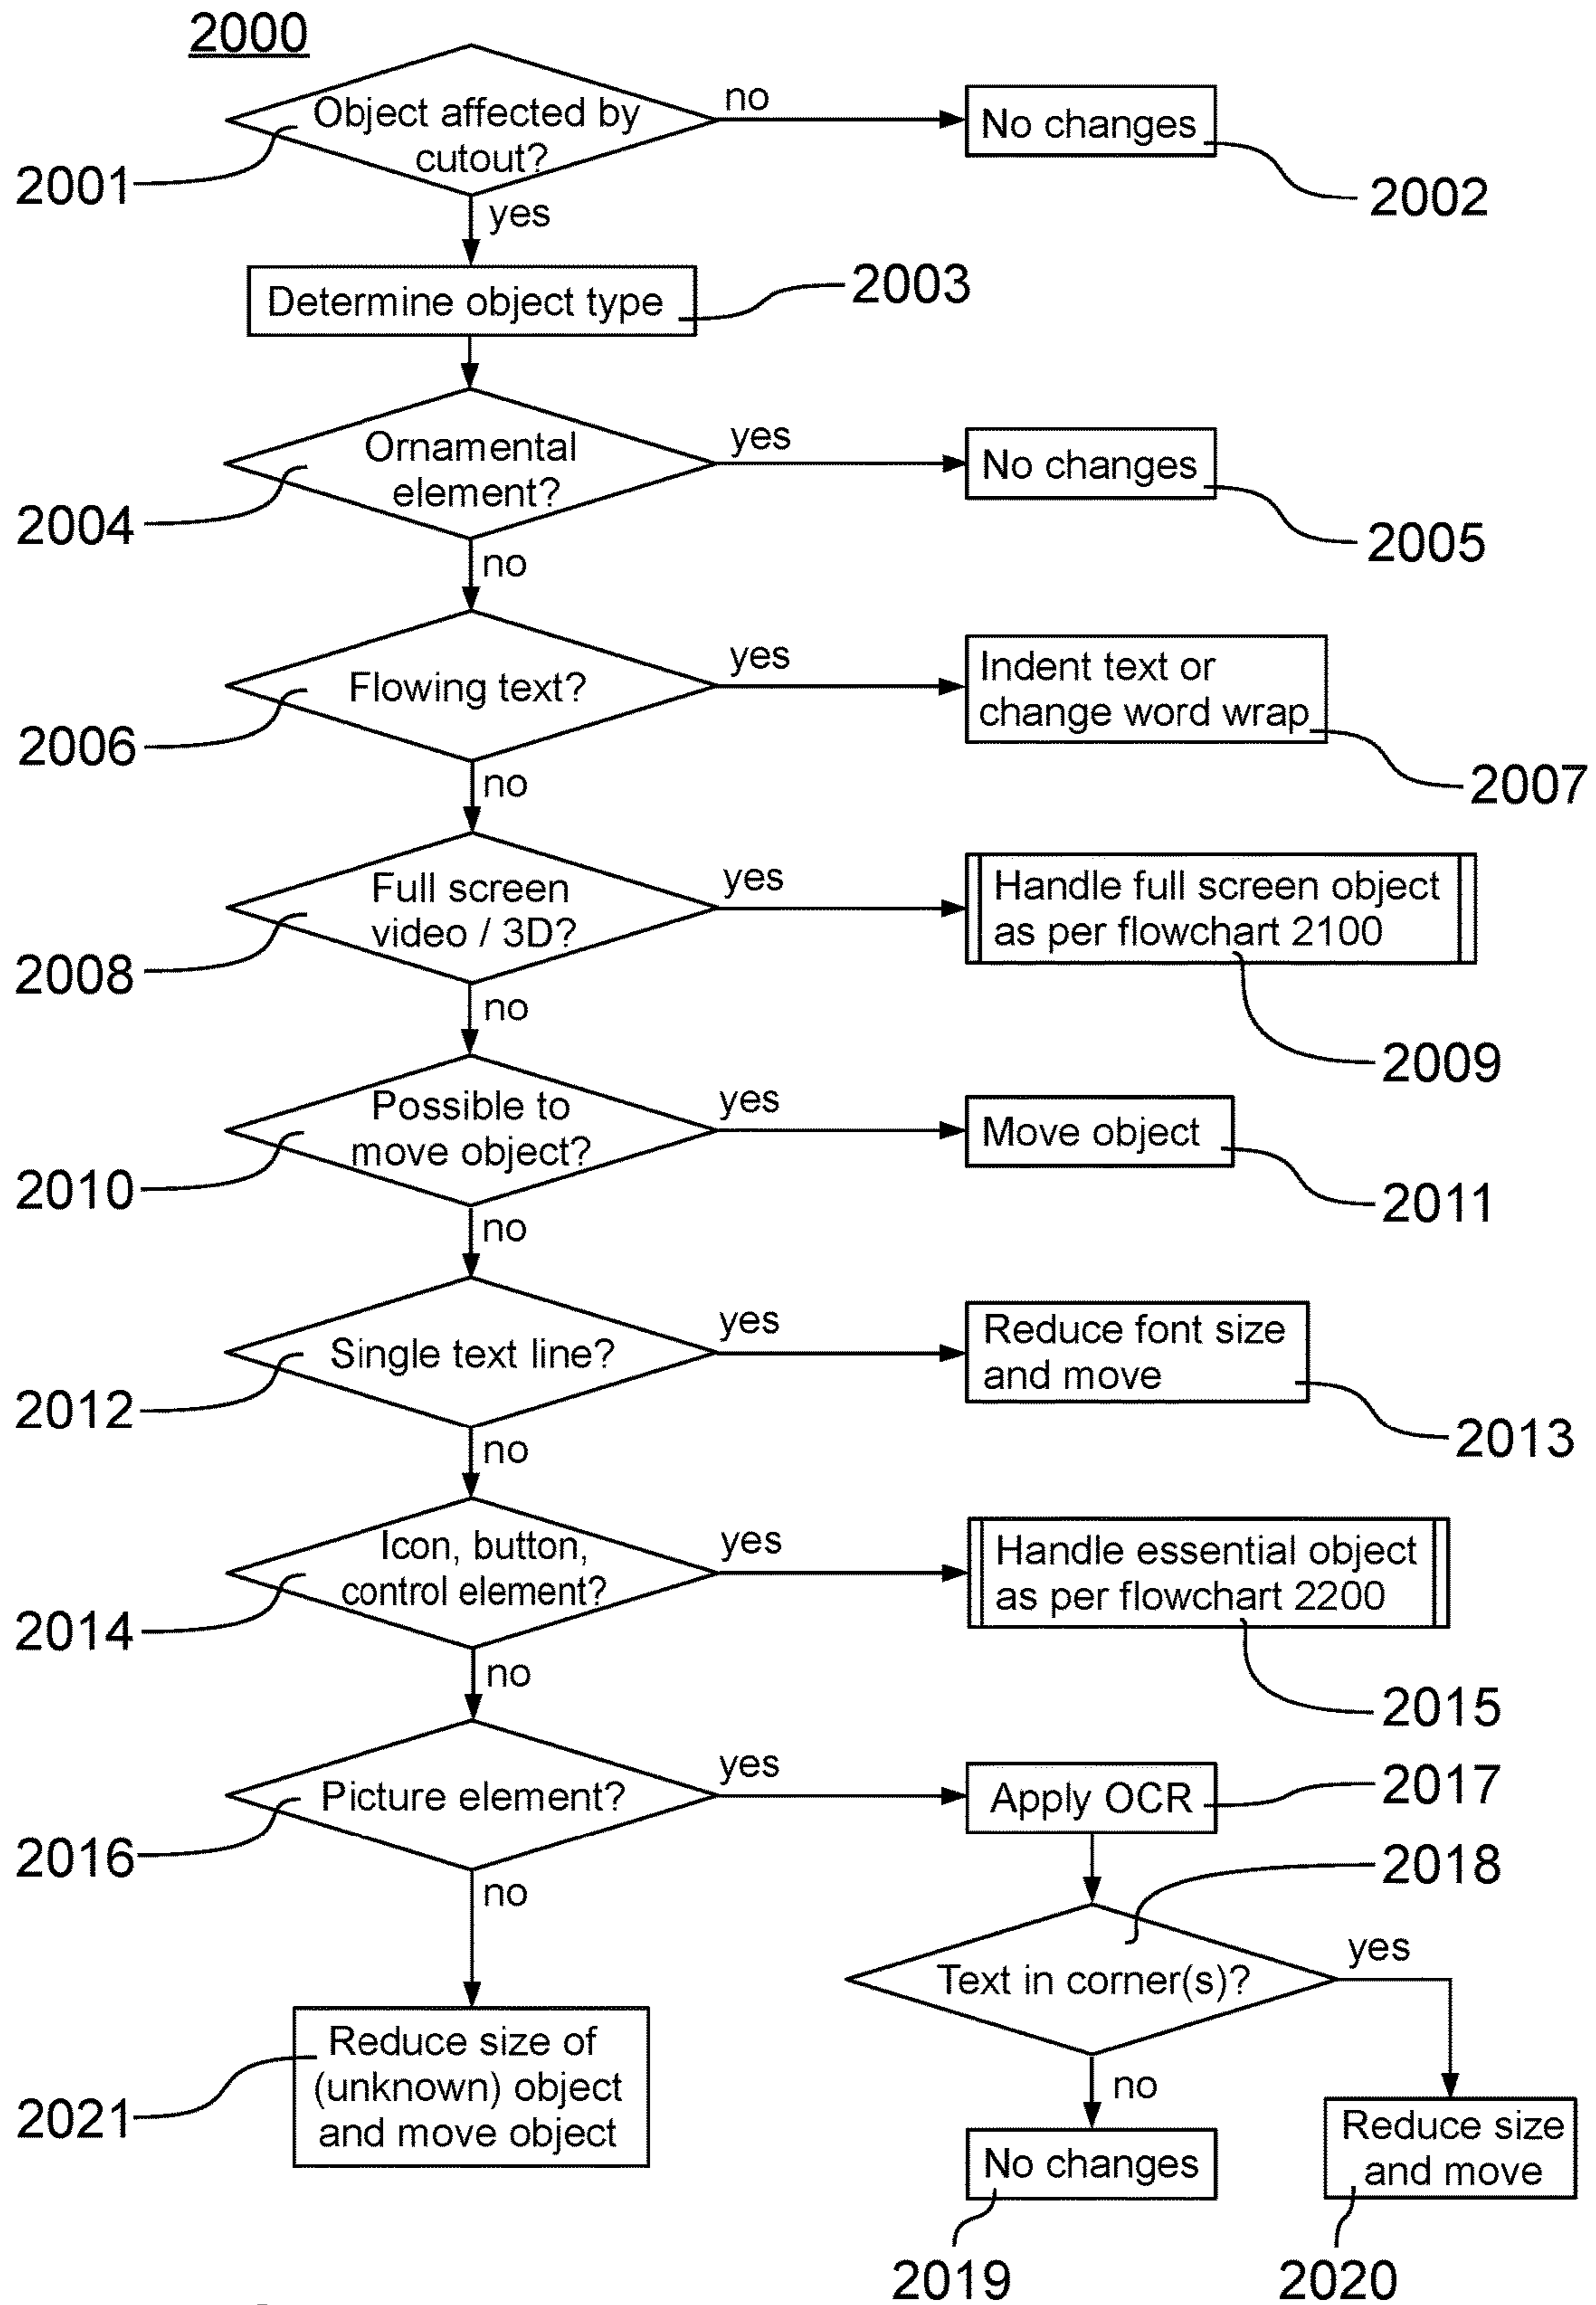 2000
Object affected by
cutout?
no
No changes
2001
2002
yes
Determine object type
2003
Ornamental
element?
yes
No changes
2004
2005
no
Flowing text?
yes
Indent text or
change word wrap
2006
2007
no
Full screen
video / 3D?
yes
Handle full screen object
as per flowchart 2100
2008
2009
no
Possible to
move object?
yes
Move object
2010
2011
no
Single text line?
yes
Reduce font size
and move
2012
2013
no
Icon, button,
control element?
yes
Handle essential object
as per flowchart 2200
2014
2015
no
Picture element?
yes
Apply OCR
2017
2016
2018
no
Text in corner(s)?
yes
Reduce size of
(unknown) object
and move object
2021
no
No changes
Reduce size
and move
2019
2020